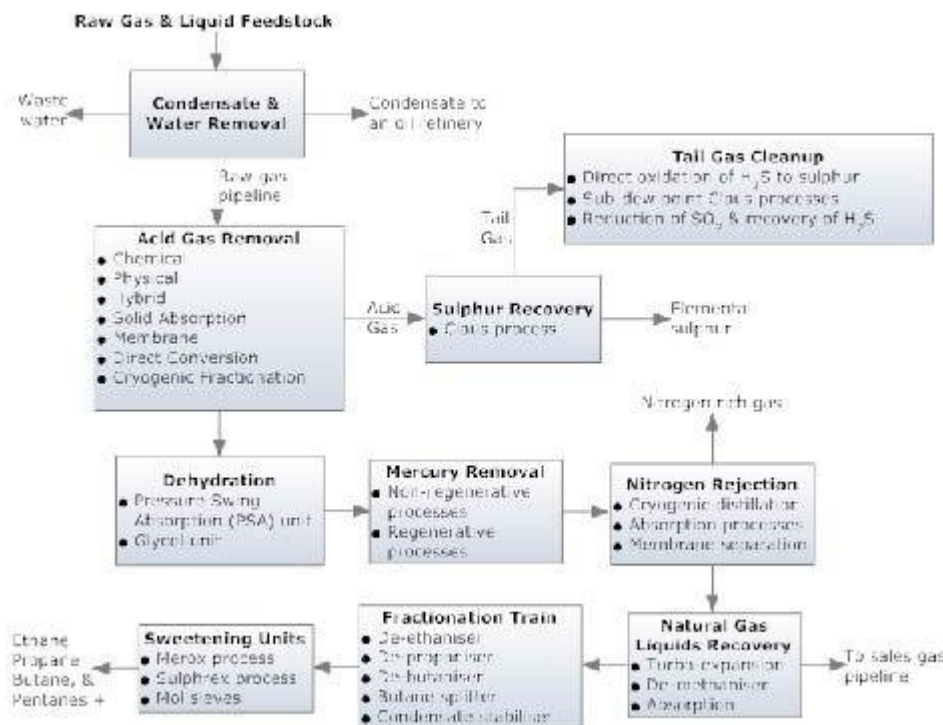 Raw Gas & Liquid Feedstock
Waste
water
Condensate &
Water Removal
Condensate to
an oil refinery
Raw gas
pipeline
Tail Gas Cleanup
• Direct oxidation of H₂S to sulphur
• Sub dew point Claus processes
• Reduction of SO₂ & recovery of H₂S
Tail
Gas
Acid Gas Removal
• Chemical
• Physical
• Hybrid
• Solid Absorption
• Membrane
• Direct Conversion
• Cryogenic Fractionation
Acid
Gas
Sulphur Recovery
• Claus process
Elemental
sulphur
Nitrogen rich gas
Dehydration
• Pressure Swing
Absorption (PSA) unit
• Glycol unit
Mercury Removal
• Non-regenerative
processes
• Regenerative
processes
Nitrogen Rejection
• Cryogenic distillation
• Absorption processes
• Membrane separation
Ethane
Propane
Butane, &
Pentanes +
Sweetening Units
• Merox process
• Sulphrex process
• Mol sieves
Fractionation Train
• De-ethaniser
• De-propaniser
• De-butaniser
• Butane splitter
• Condensate stabiliser
Natural Gas
Liquids Recovery
• Turbo expansion
• De-methaniser
• Absorption
To sales gas
pipeline